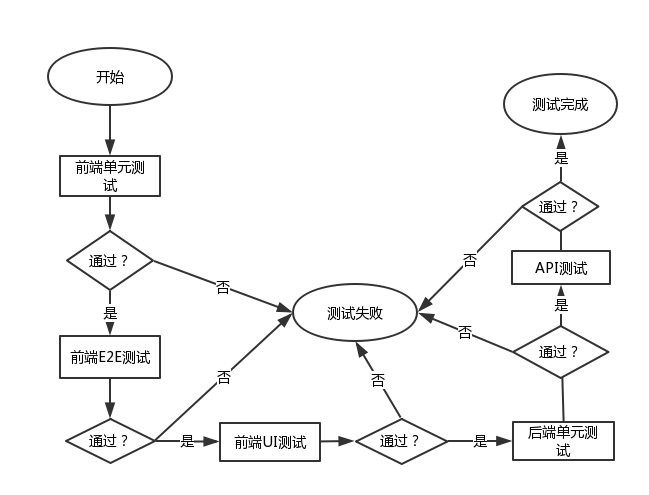 开始
前端单元测
试
通过？
否
是
前端E2E测试
否
通过？
是
前端UI测试
通过？
否
是
后端单元测
试
通过？
否
是
API测试
通过？
否
是
测试完成
测试失败